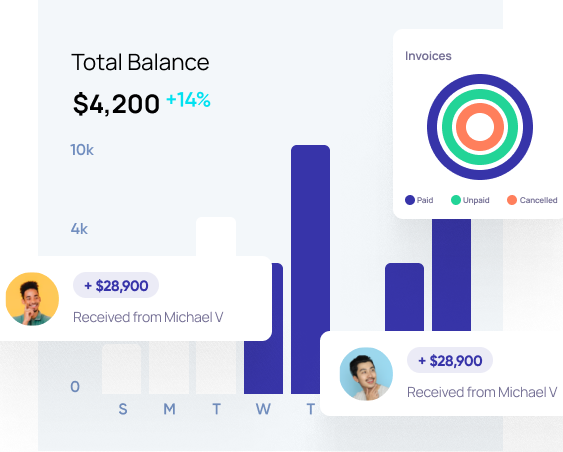 Total Balance
$4,200 +14%
Invoices
Paid Unpaid Cancelled
10k
4k
0
+ $28,900
Received from Michael V
+ $28,900
Received from Michael V
S M T W T